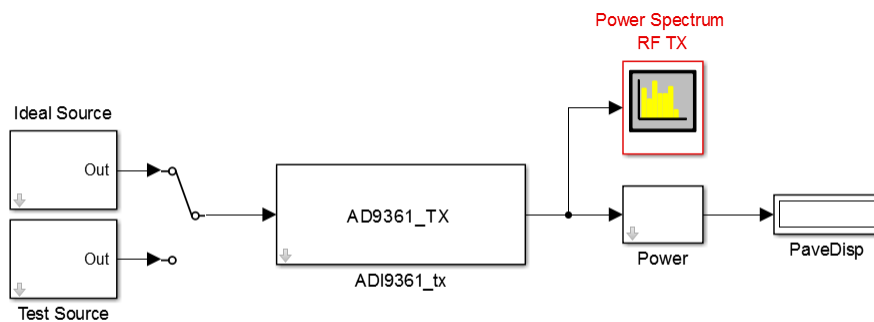 Power Spectrum
RF TX
Ideal Source
Out
AD9361_TX
ADI9361_tx
Out
Test Source
Power
PaveDisp